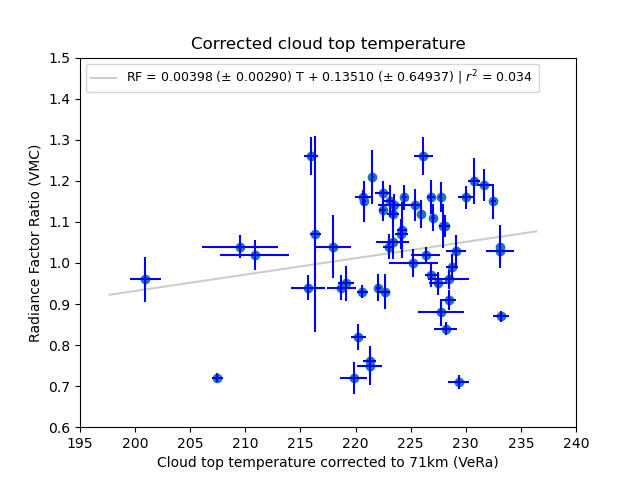 Corrected cloud top temperature
RF = 0.00398 (± 0.00290) T + 0.13510 (± 0.64937) | r² = 0.034
1.5
1.4
1.3
1.2
1.1
1.0
0.9
0.8
0.7
0.6
Radiance Factor Ratio (VMC)
195 200 205 210 215 220 225 230 235 240
Cloud top temperature corrected to 71km (VeRa)